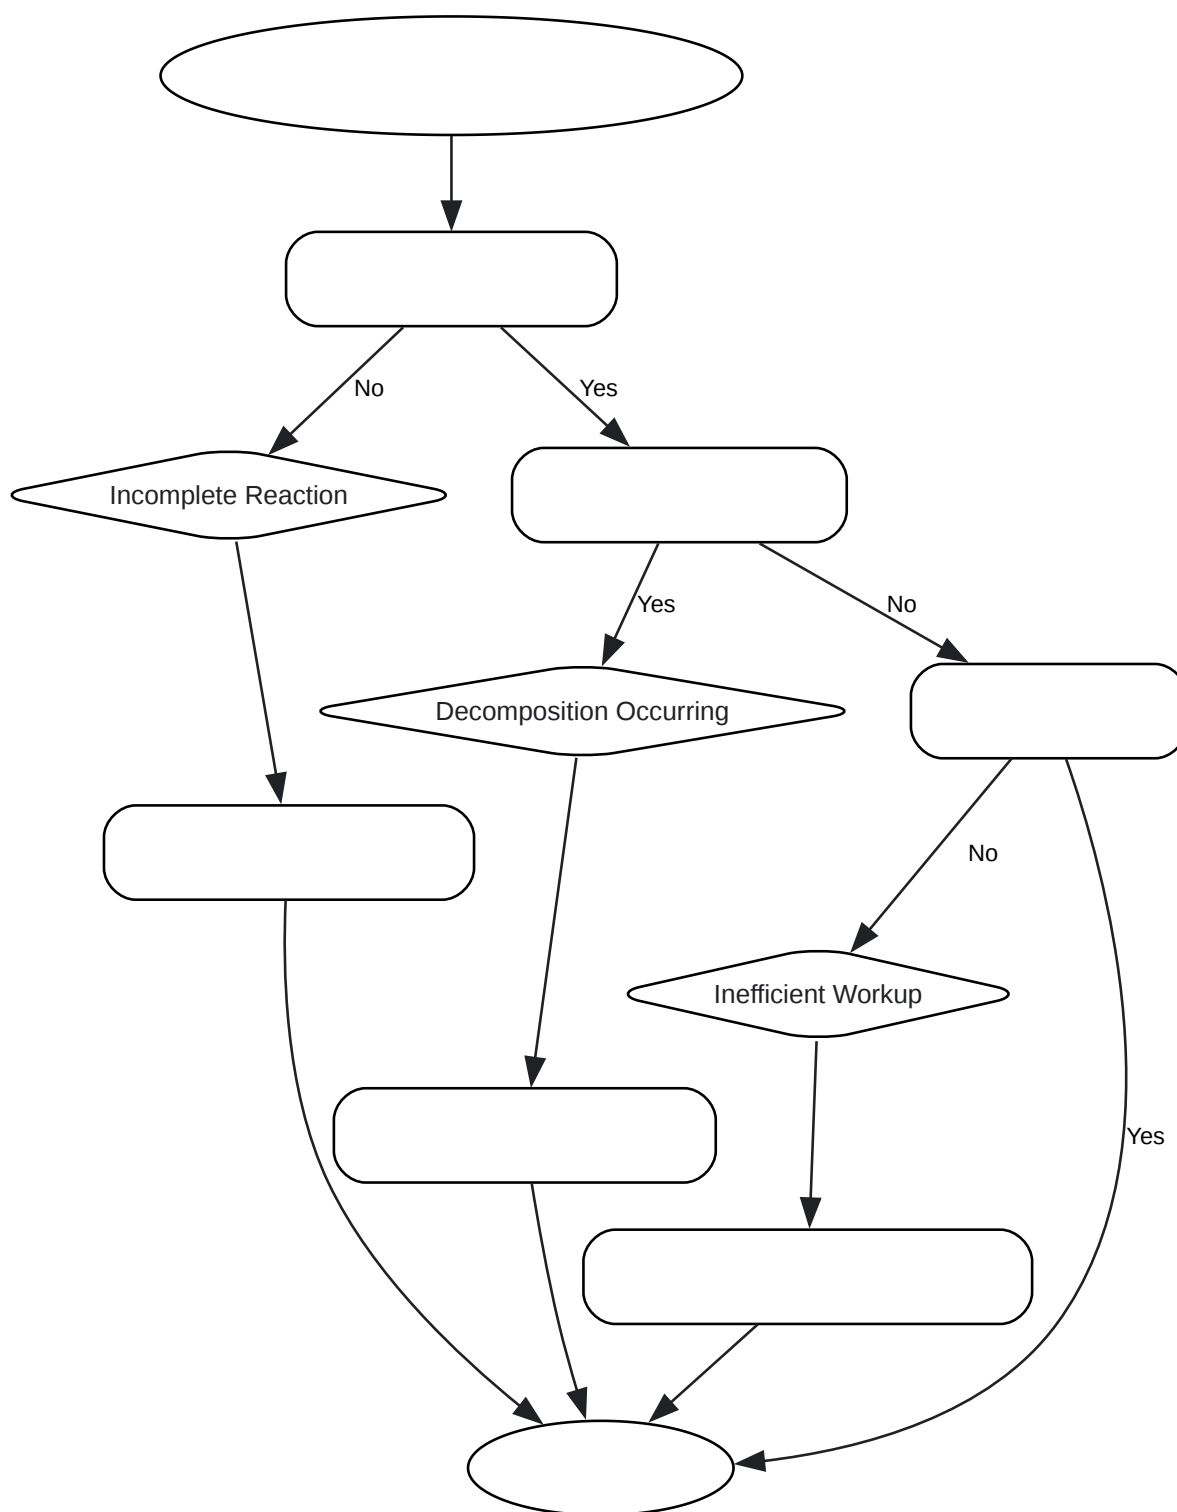 No
Yes
Incomplete Reaction
Yes
No
Decomposition Occurring
No
Inefficient Workup
Yes